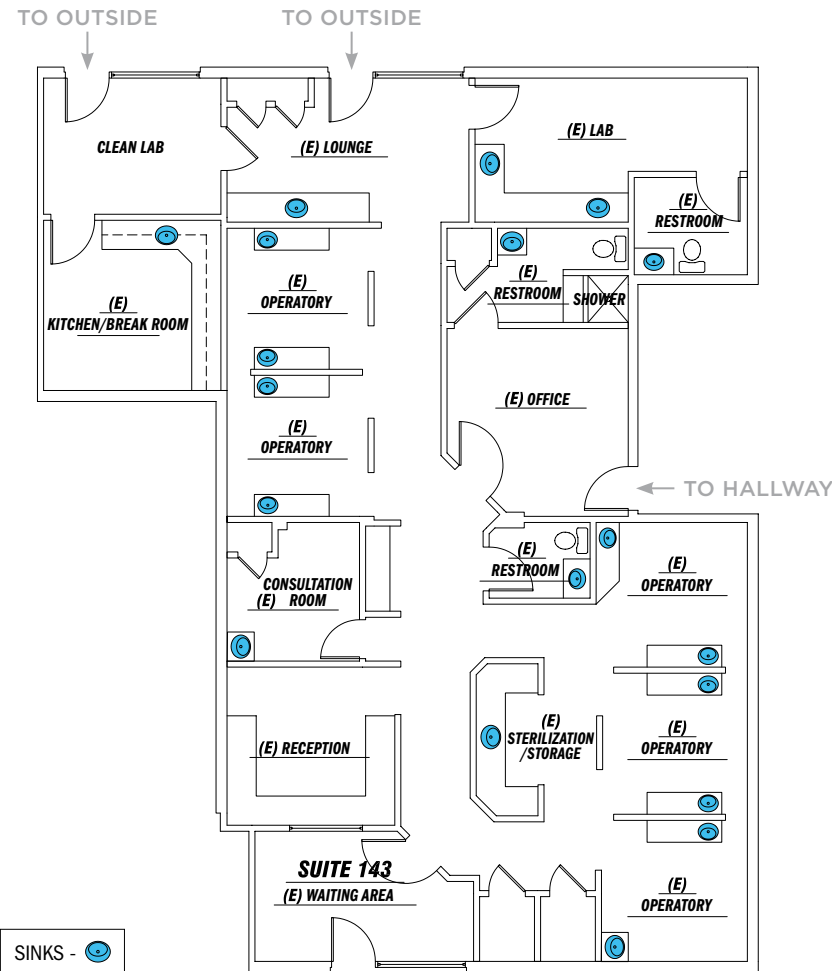 TO OUTSIDE
TO OUTSIDE
CLEAN LAB
(E) LOUNGE
(E) LAB
(E)
RESTROOM
(E)
RESTROOM
SHOWER
(E)
OPERATORY
(E)
KITCHEN/BREAK ROOM
(E) OFFICE
(E)
OPERATORY
TO HALLWAY
(E)
RESTROOM
(E)
OPERATORY
CONSULTATION
(E) ROOM
(E)
STERILIZATION
/STORAGE
(E)
OPERATORY
(E) RECEPTION
SUITE 143
(E) WAITING AREA
(E)
OPERATORY
SINKS -